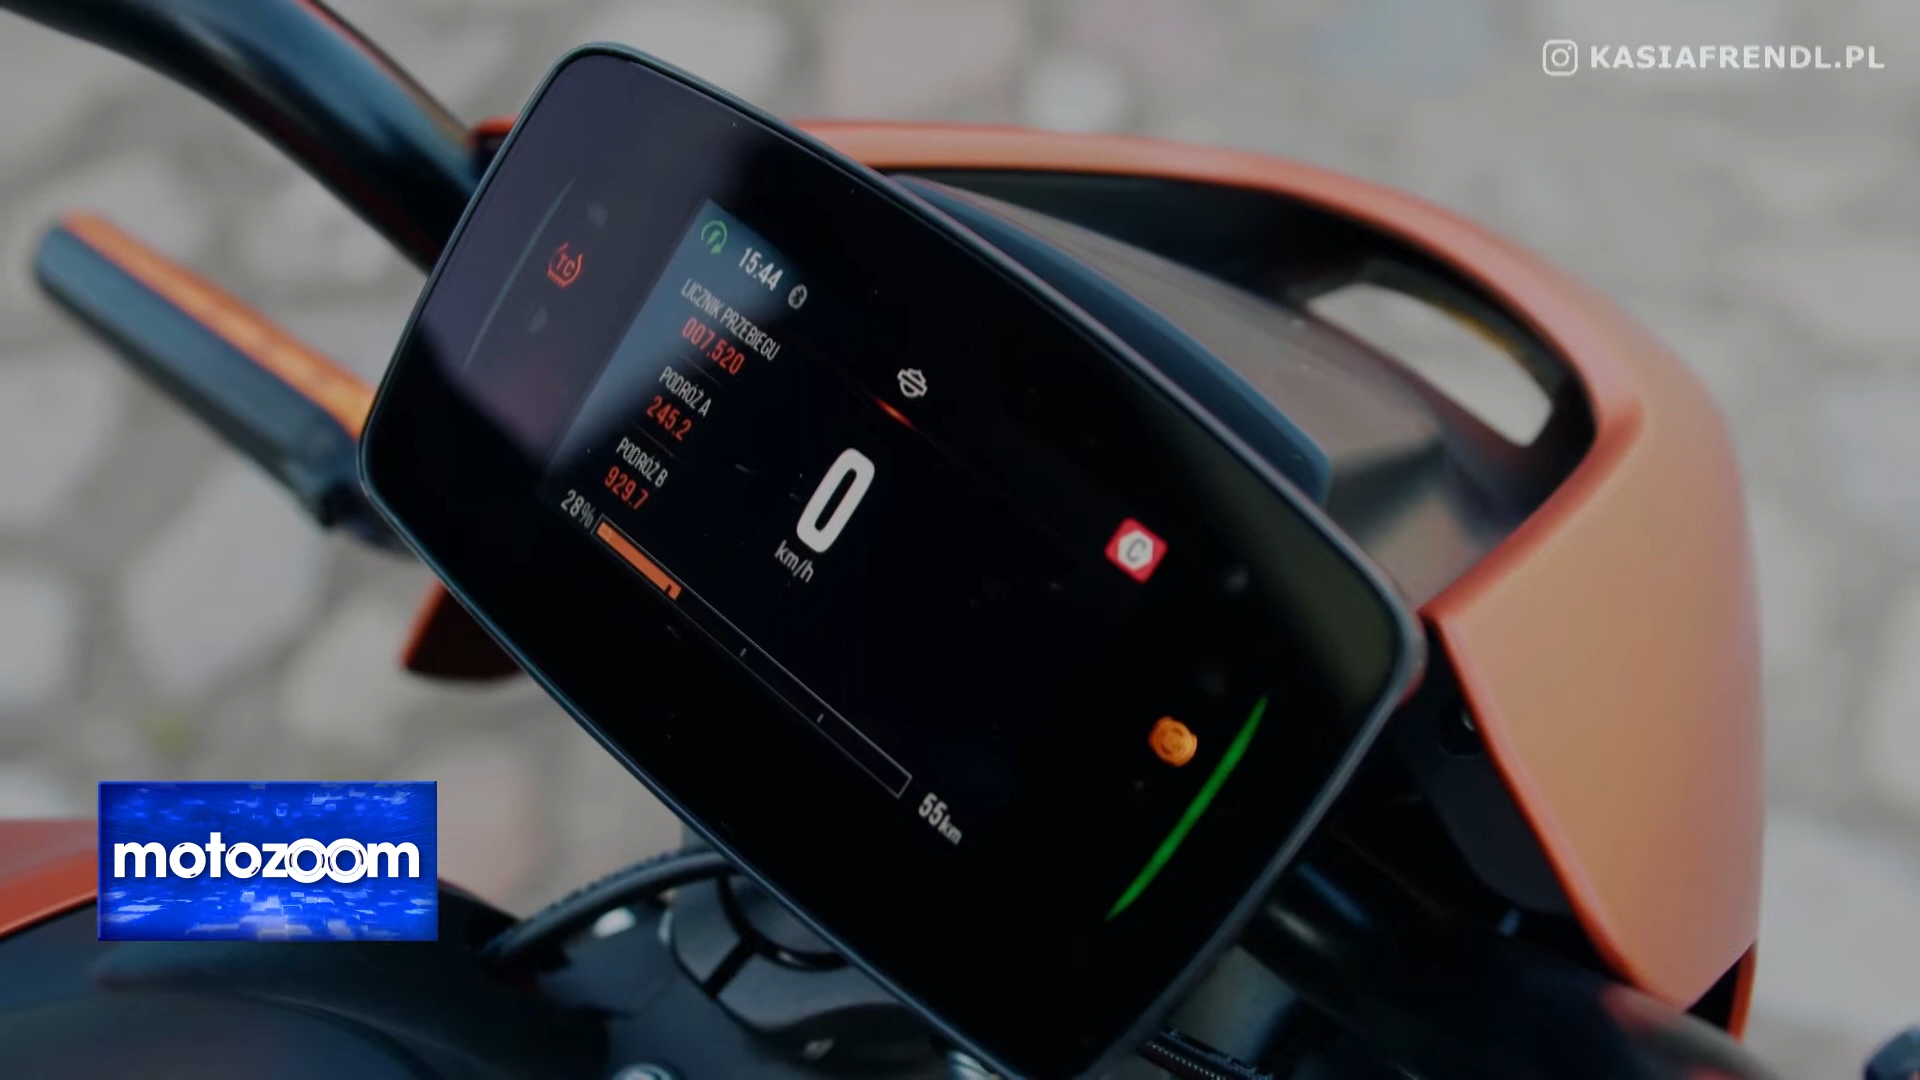 KASIAFRENDL.PL
TC
15:44
LICZNIK PRZEBIEGU
007.520
PODRÓŻ A
245.2
PODRÓŻ B
929.7
28%
0
km/h
C
55km
motozoom